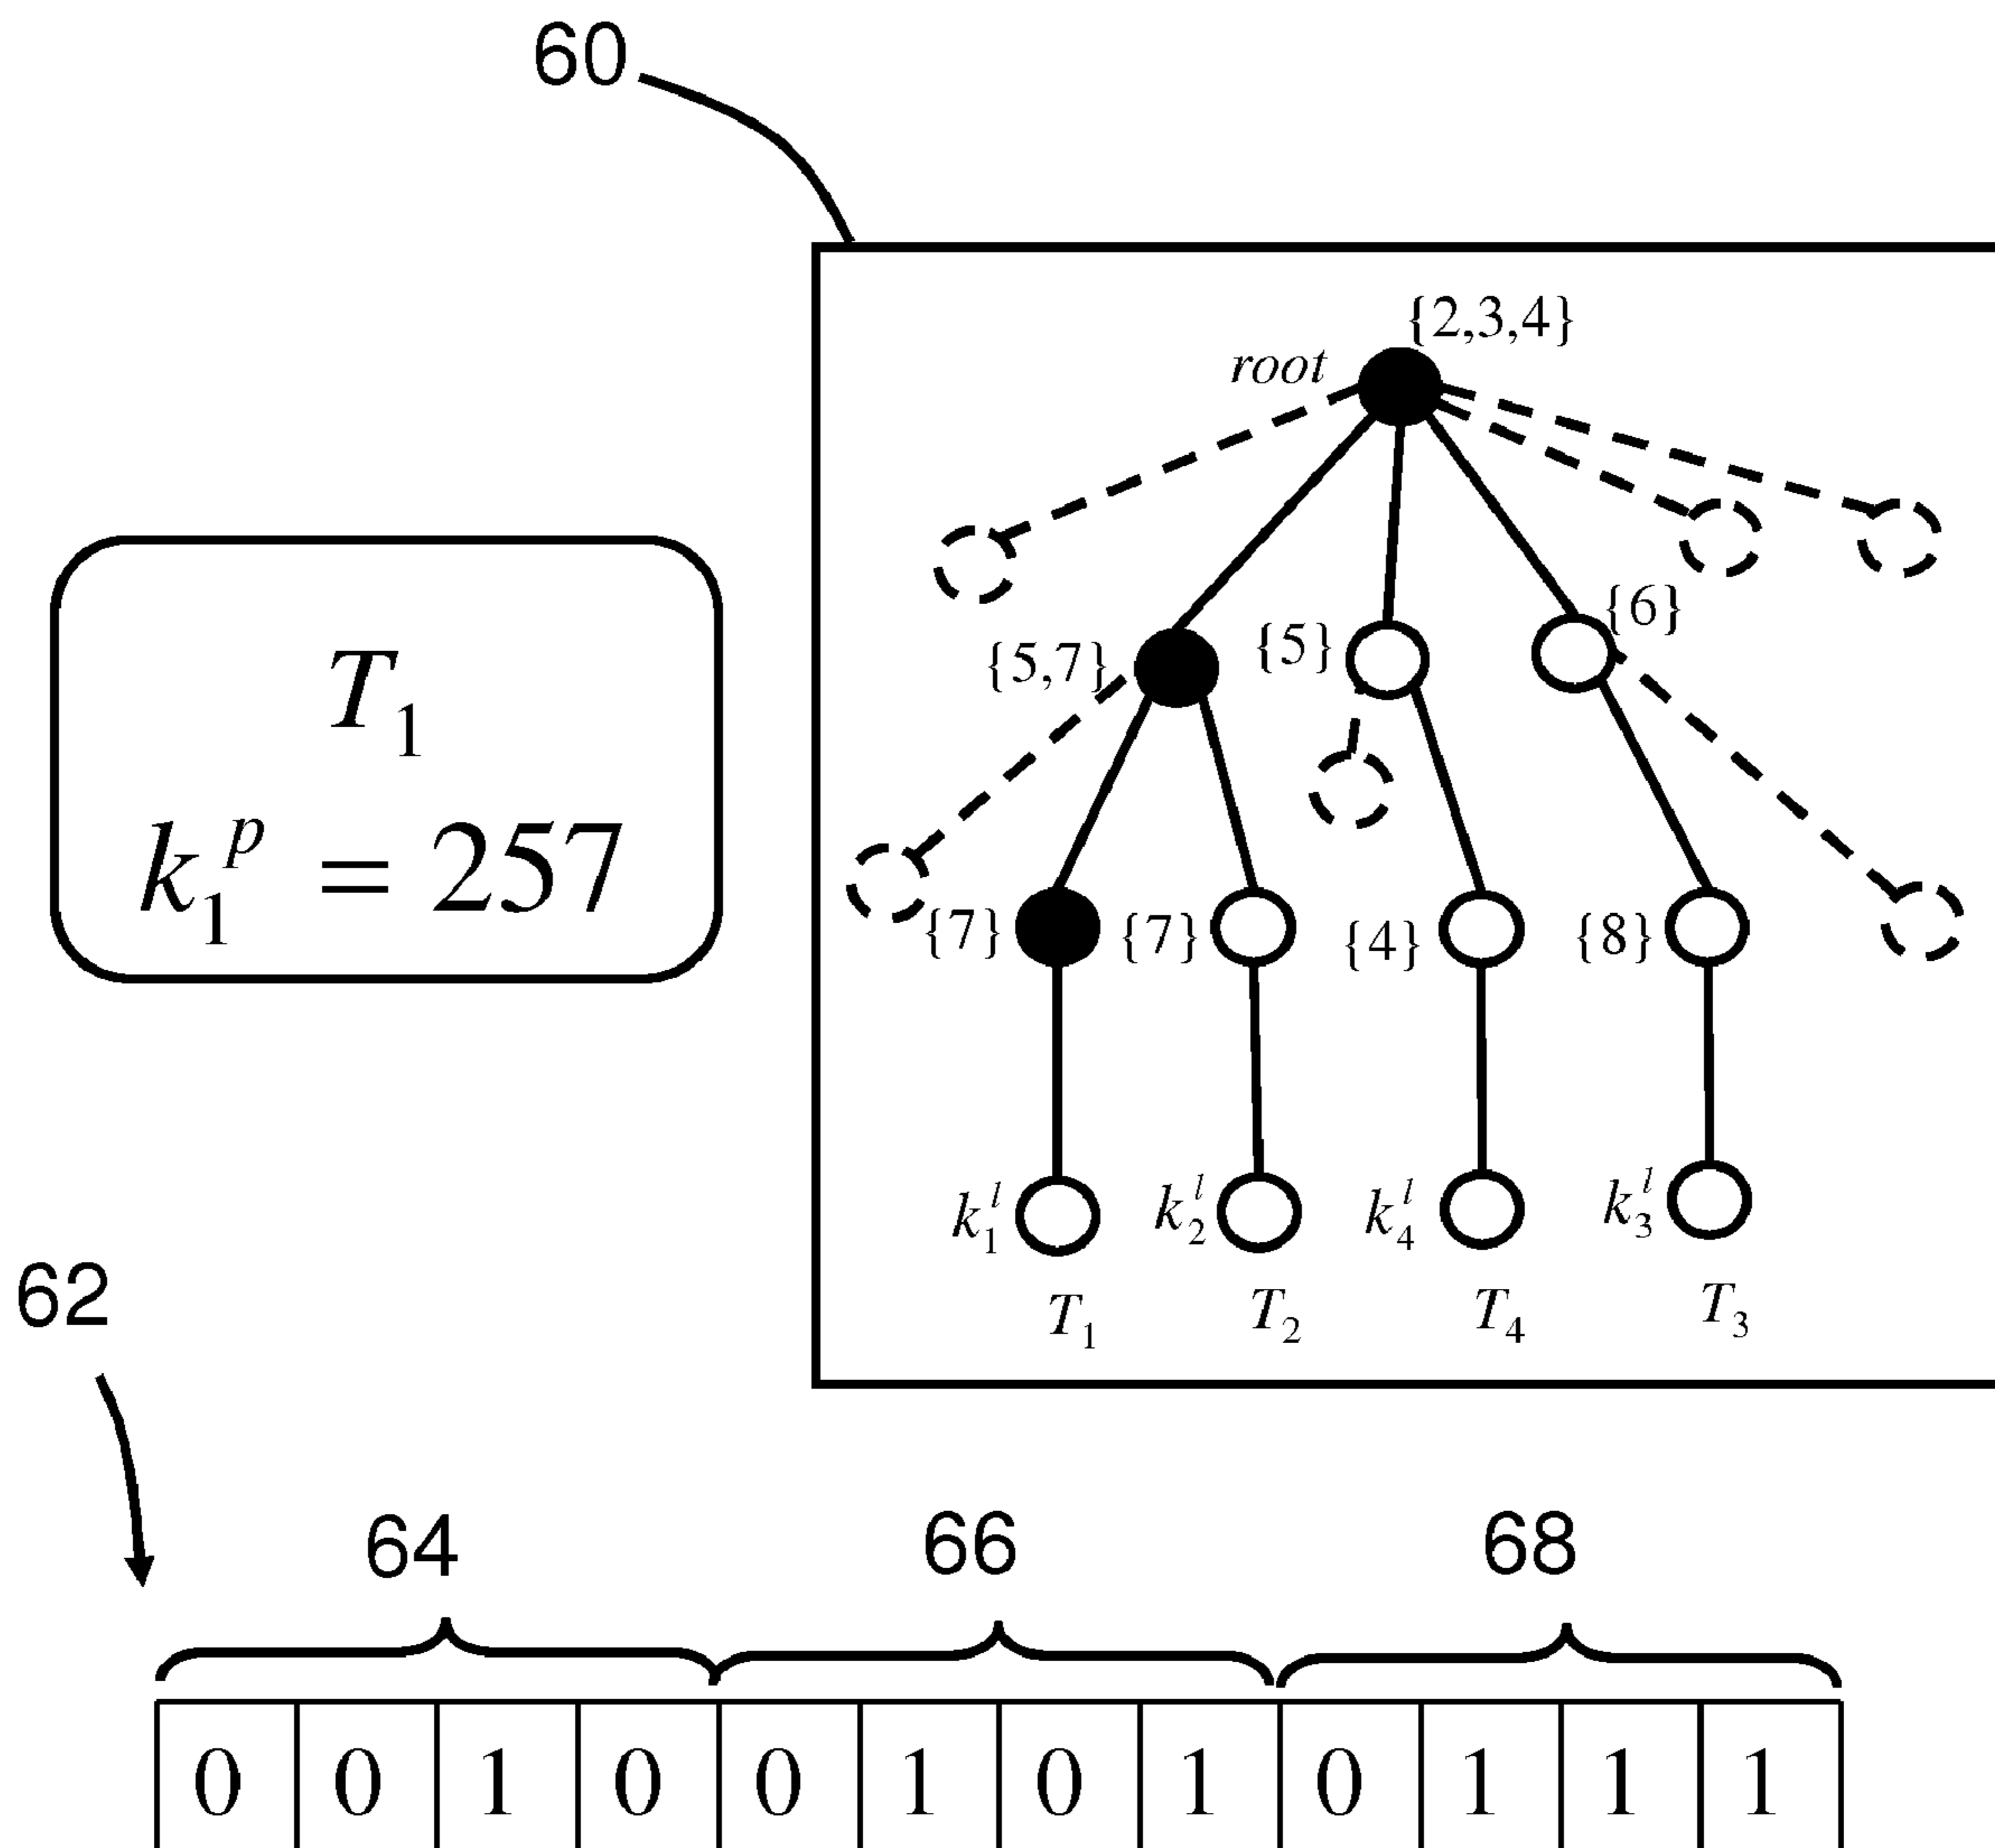 60
{2,3,4}
root
{6}
{5,7} {5}
T₁
k₁ᵖ = 257
{7} {7} {4} {8}
k₁ˡ k₂ˡ k₄ˡ k₃ˡ
T₁ T₂ T₄ T₃
62
64 66 68
0 0 1 0 0 1 0 1 0 1 1 1